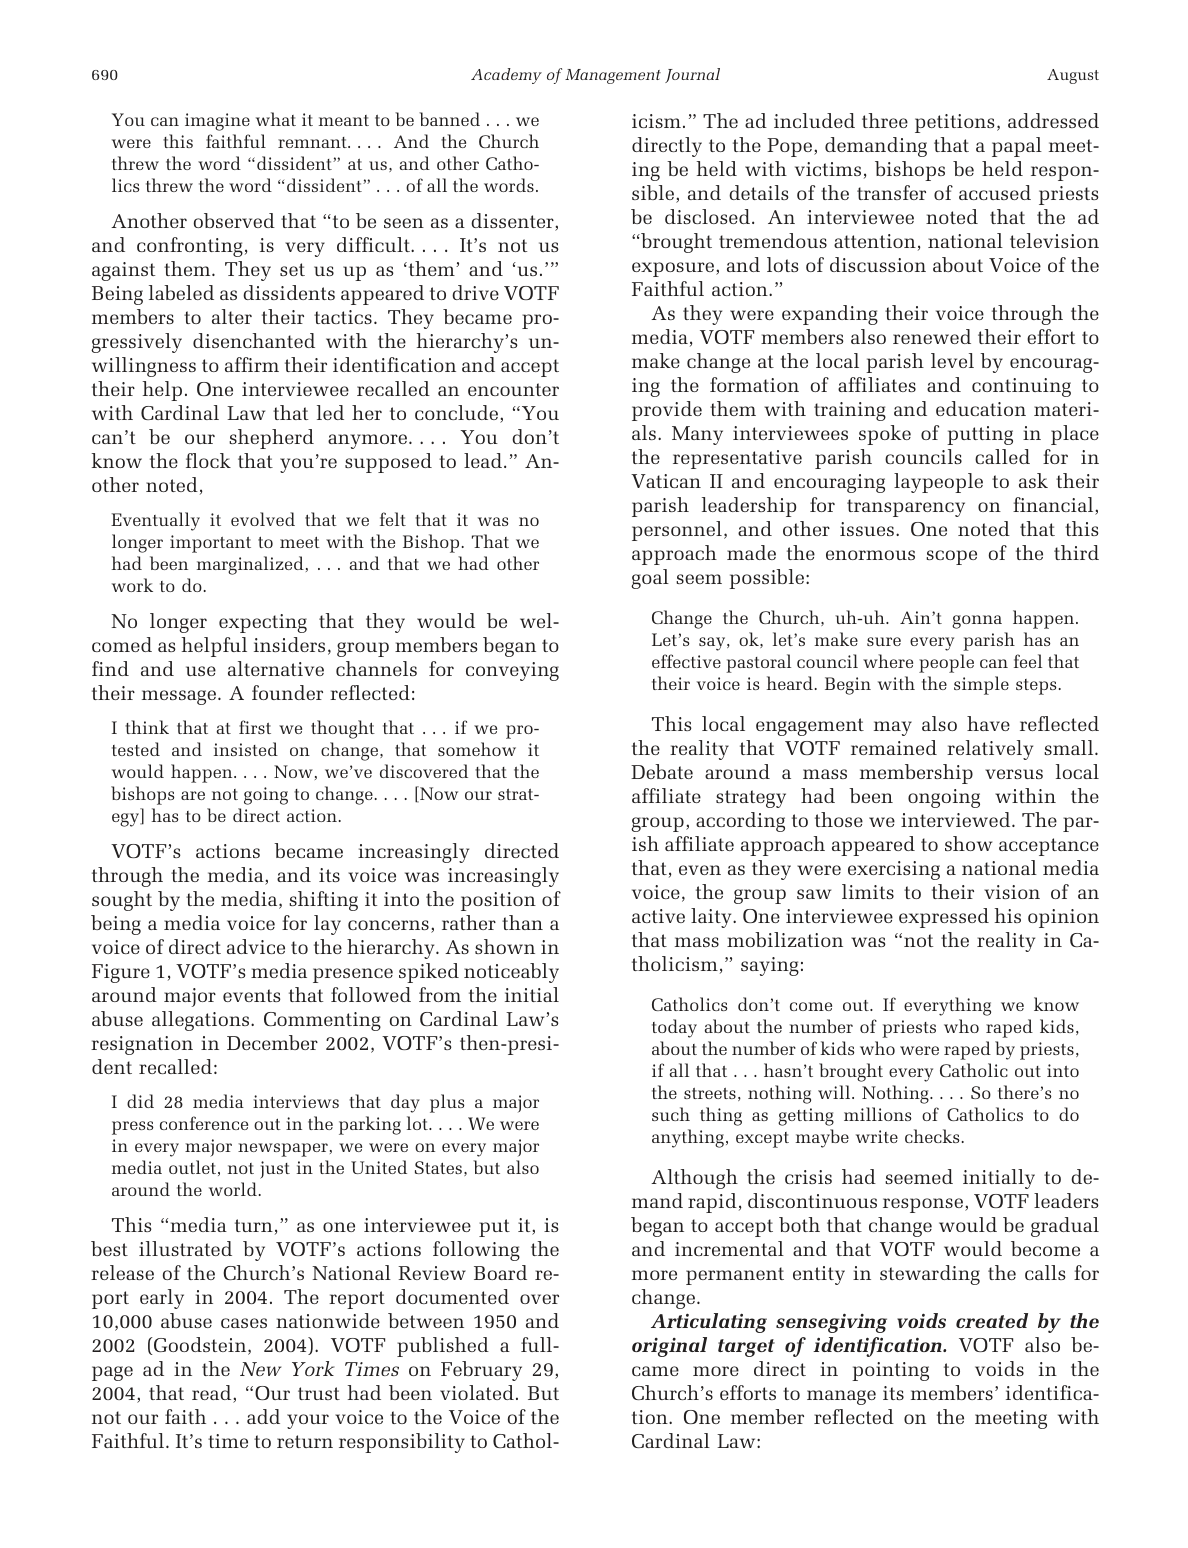 690
Academy of Management Journal
August
You can imagine what it meant to be banned . . . we
were this faithful remnant. . . . And the Church
threw the word “dissident” at us, and other Catho-
lics threw the word “dissident” . . . of all the words.
Another observed that “to be seen as a dissenter,
and confronting, is very difficult. . . . It’s not us
against them. They set us up as ‘them’ and ‘us.’”
Being labeled as dissidents appeared to drive VOTF
members to alter their tactics. They became pro-
gressively disenchanted with the hierarchy’s un-
willingness to affirm their identification and accept
their help. One interviewee recalled an encounter
with Cardinal Law that led her to conclude, “You
can’t be our shepherd anymore. . . . You don’t
know the flock that you’re supposed to lead.” An-
other noted,
Eventually it evolved that we felt that it was no
longer important to meet with the Bishop. That we
had been marginalized, . . . and that we had other
work to do.
No longer expecting that they would be wel-
comed as helpful insiders, group members began to
find and use alternative channels for conveying
their message. A founder reflected:
I think that at first we thought that . . . if we pro-
tested and insisted on change, that somehow it
would happen. . . . Now, we’ve discovered that the
bishops are not going to change. . . . [Now our strat-
egy] has to be direct action.
VOTF’s actions became increasingly directed
through the media, and its voice was increasingly
sought by the media, shifting it into the position of
being a media voice for lay concerns, rather than a
voice of direct advice to the hierarchy. As shown in
Figure 1, VOTF’s media presence spiked noticeably
around major events that followed from the initial
abuse allegations. Commenting on Cardinal Law’s
resignation in December 2002, VOTF’s then-presi-
dent recalled:
I did 28 media interviews that day plus a major
press conference out in the parking lot. . . . We were
in every major newspaper, we were on every major
media outlet, not just in the United States, but also
around the world.
This “media turn,” as one interviewee put it, is
best illustrated by VOTF’s actions following the
release of the Church’s National Review Board re-
port early in 2004. The report documented over
10,000 abuse cases nationwide between 1950 and
2002 (Goodstein, 2004). VOTF published a full-
page ad in the New York Times on February 29,
2004, that read, “Our trust had been violated. But
not our faith . . . add your voice to the Voice of the
Faithful. It’s time to return responsibility to Cathol-
icism.” The ad included three petitions, addressed
directly to the Pope, demanding that a papal meet-
ing be held with victims, bishops be held respon-
sible, and details of the transfer of accused priests
be disclosed. An interviewee noted that the ad
“brought tremendous attention, national television
exposure, and lots of discussion about Voice of the
Faithful action.”
As they were expanding their voice through the
media, VOTF members also renewed their effort to
make change at the local parish level by encourag-
ing the formation of affiliates and continuing to
provide them with training and education materi-
als. Many interviewees spoke of putting in place
the representative parish councils called for in
Vatican II and encouraging laypeople to ask their
parish leadership for transparency on financial,
personnel, and other issues. One noted that this
approach made the enormous scope of the third
goal seem possible:
Change the Church, uh-uh. Ain’t gonna happen.
Let’s say, ok, let’s make sure every parish has an
effective pastoral council where people can feel that
their voice is heard. Begin with the simple steps.
This local engagement may also have reflected
the reality that VOTF remained relatively small.
Debate around a mass membership versus local
affiliate strategy had been ongoing within the
group, according to those we interviewed. The par-
ish affiliate approach appeared to show acceptance
that, even as they were exercising a national media
voice, the group saw limits to their vision of an
active laity. One interviewee expressed his opinion
that mass mobilization was “not the reality in Ca-
tholicism,” saying:
Catholics don’t come out. If everything we know
today about the number of priests who raped kids,
about the number of kids who were raped by priests,
if all that . . . hasn’t brought every Catholic out into
the streets, nothing will. Nothing. . . . So there’s no
such thing as getting millions of Catholics to do
anything, except maybe write checks.
Although the crisis had seemed initially to de-
mand rapid, discontinuous response, VOTF leaders
began to accept both that change would be gradual
and incremental and that VOTF would become a
more permanent entity in stewarding the calls for
change.
Articulating sensegiving voids created by the
original target of identification. VOTF also be-
came more direct in pointing to voids in the
Church’s efforts to manage its members’ identifica-
tion. One member reflected on the meeting with
Cardinal Law: